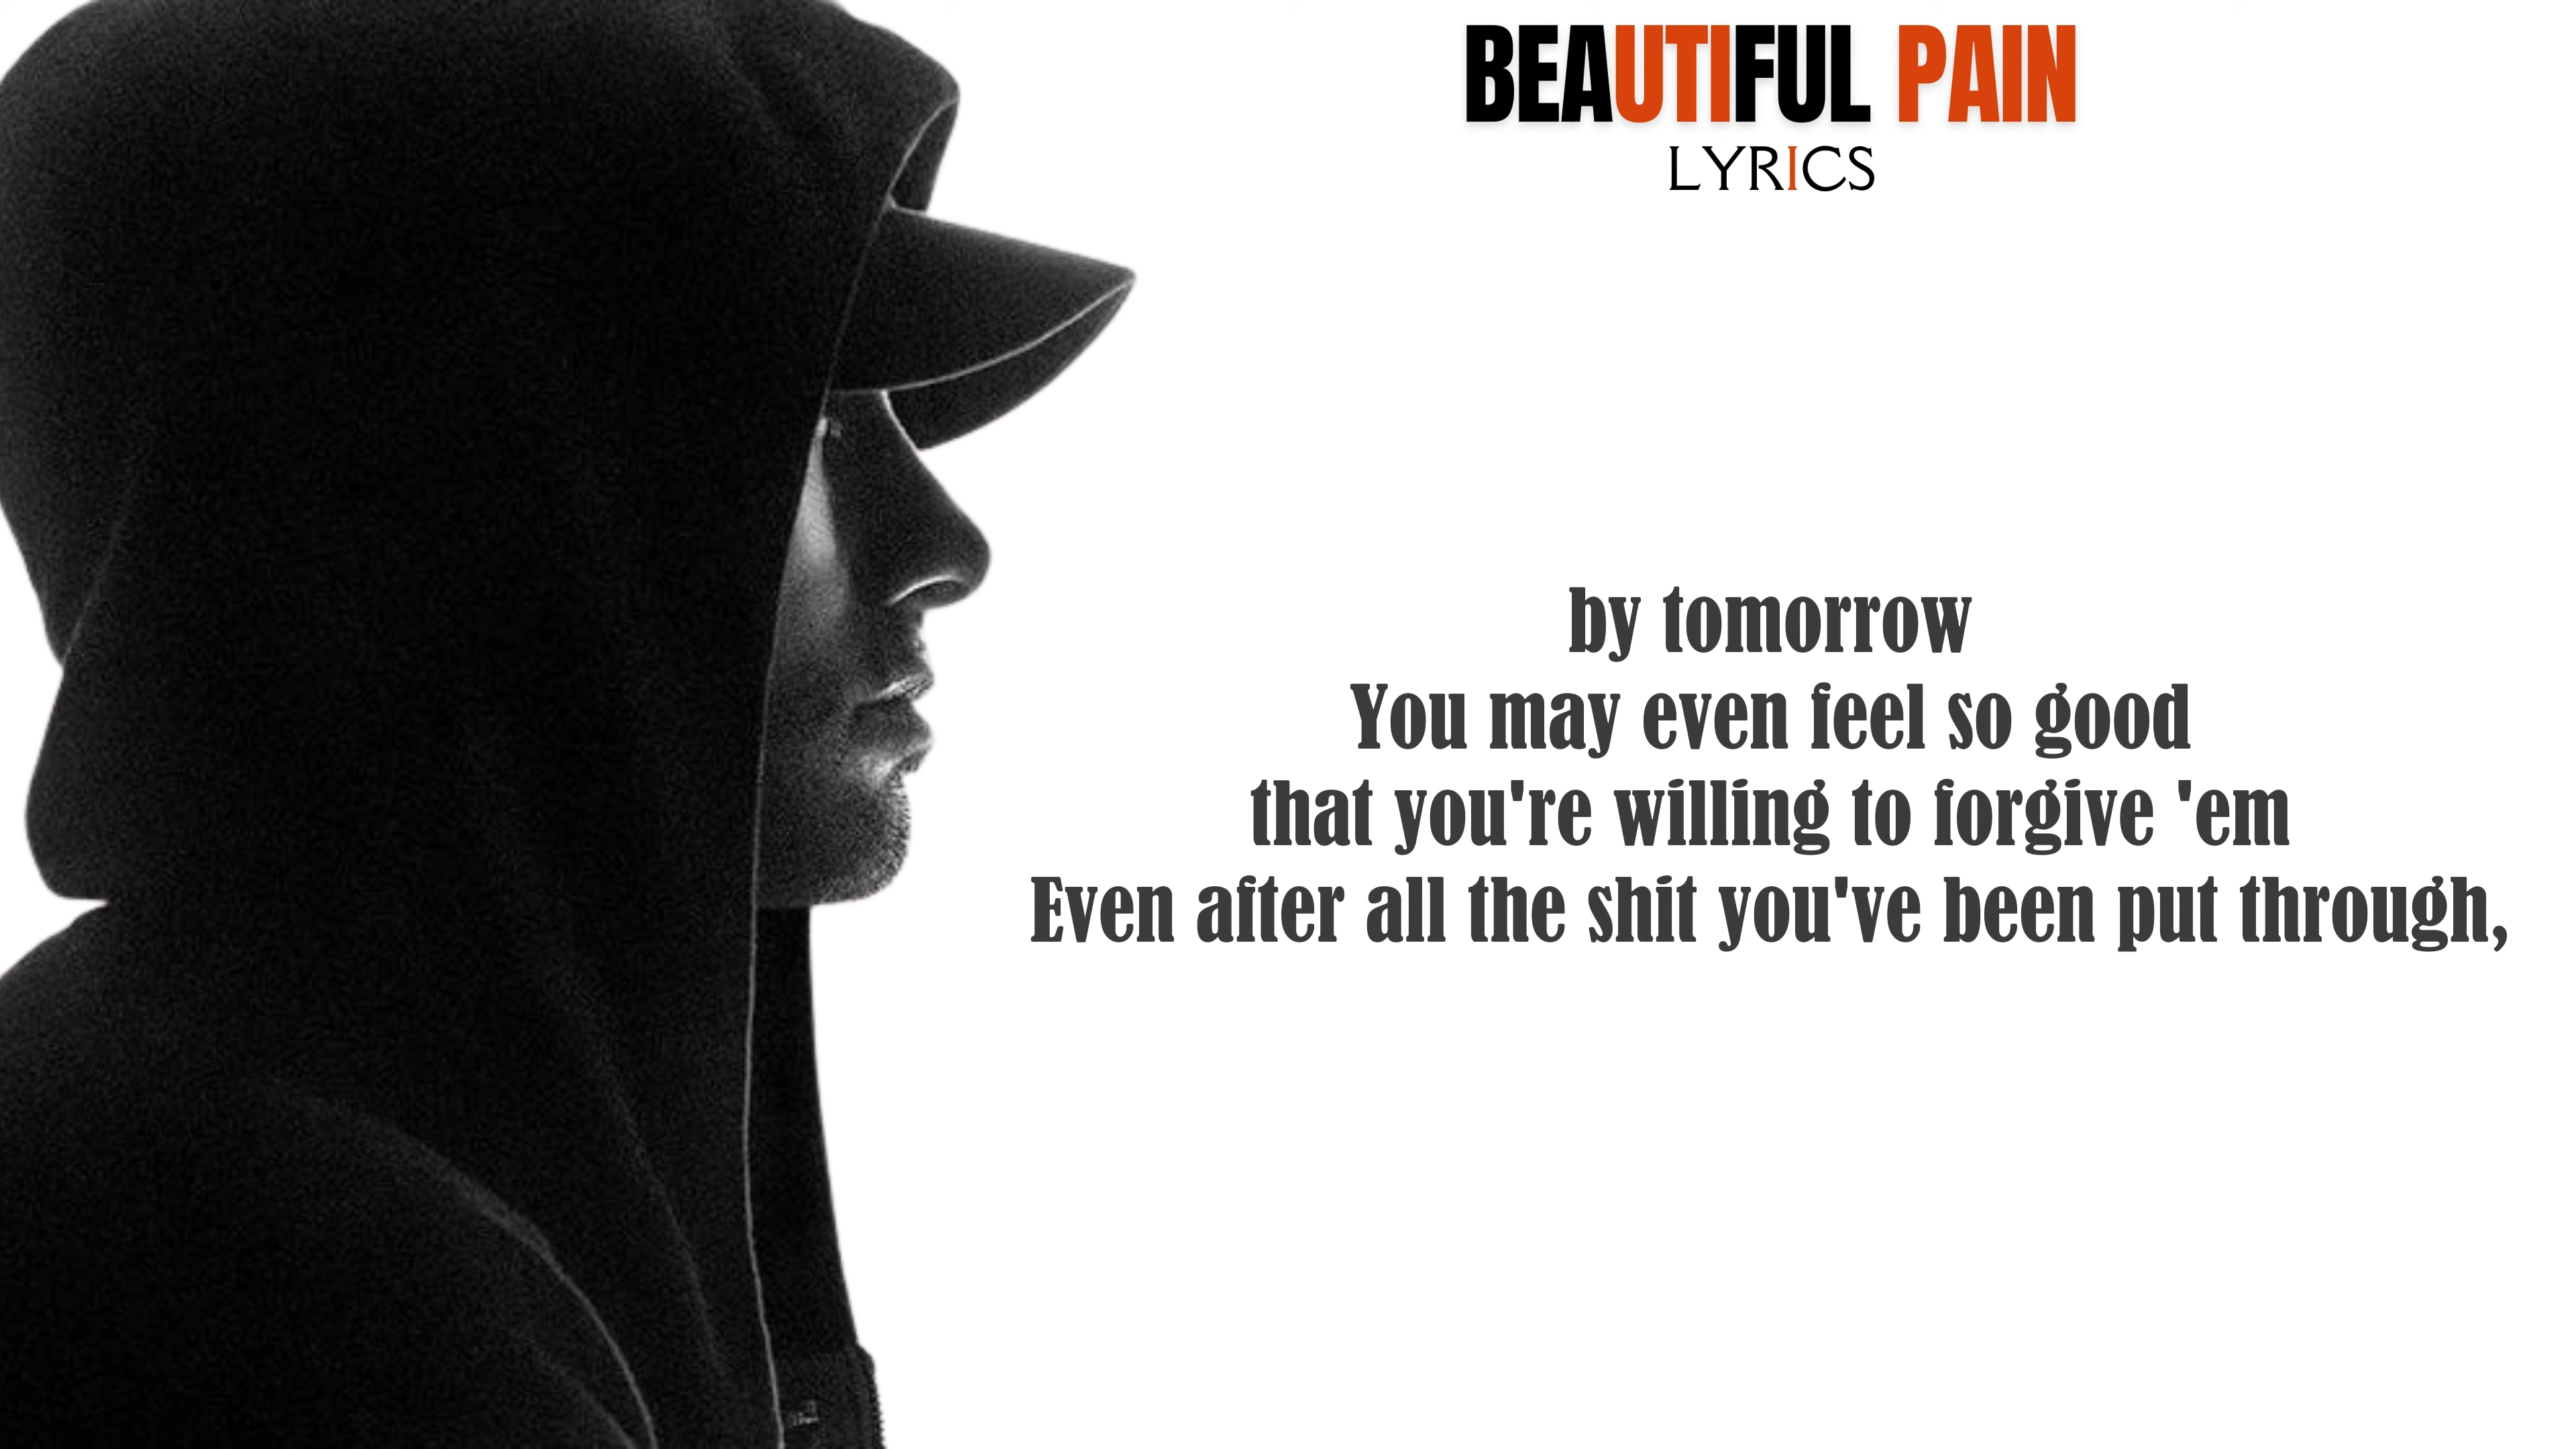 BEAUTIFUL PAIN
LYRICS
by tomorrow
You may even feel so good
that you're willing to forgive 'em
Even after all the shit you've been put through,